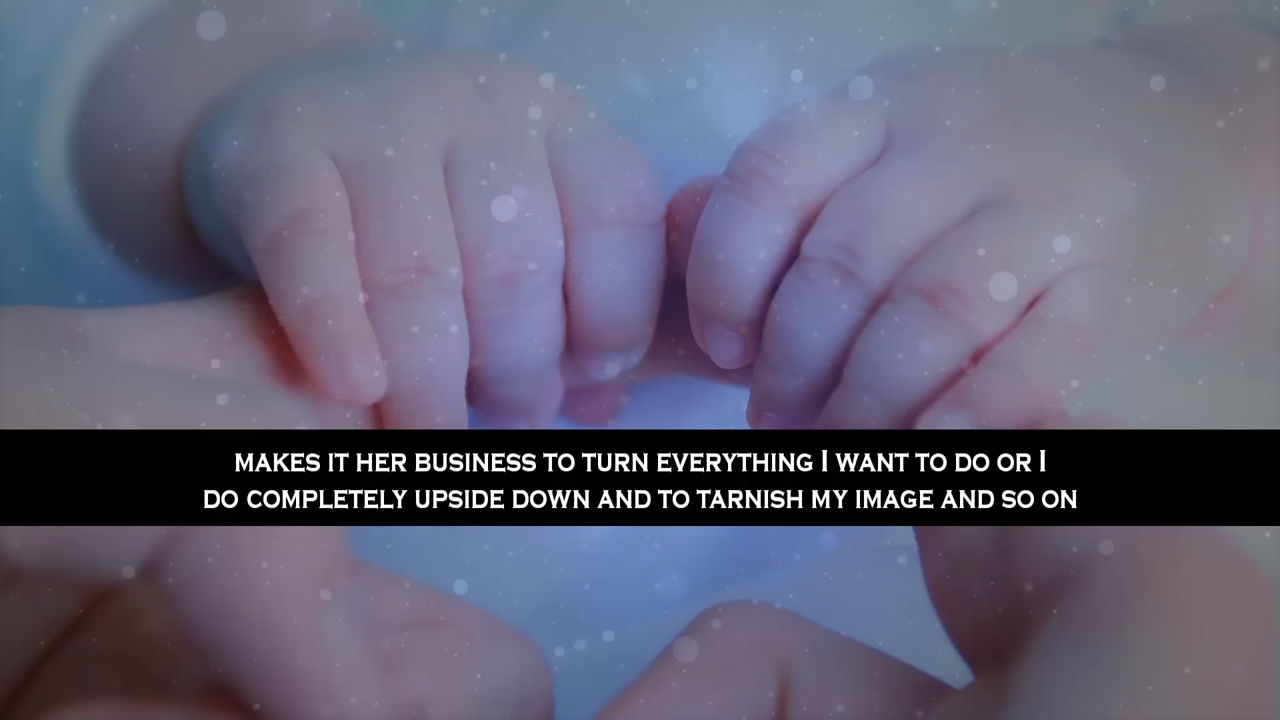 MAKES IT HER BUSINESS TO TURN EVERYTHING I WANT TO DO OR I
DO COMPLETELY UPSIDE DOWN AND TO TARNISH MY IMAGE AND SO ON